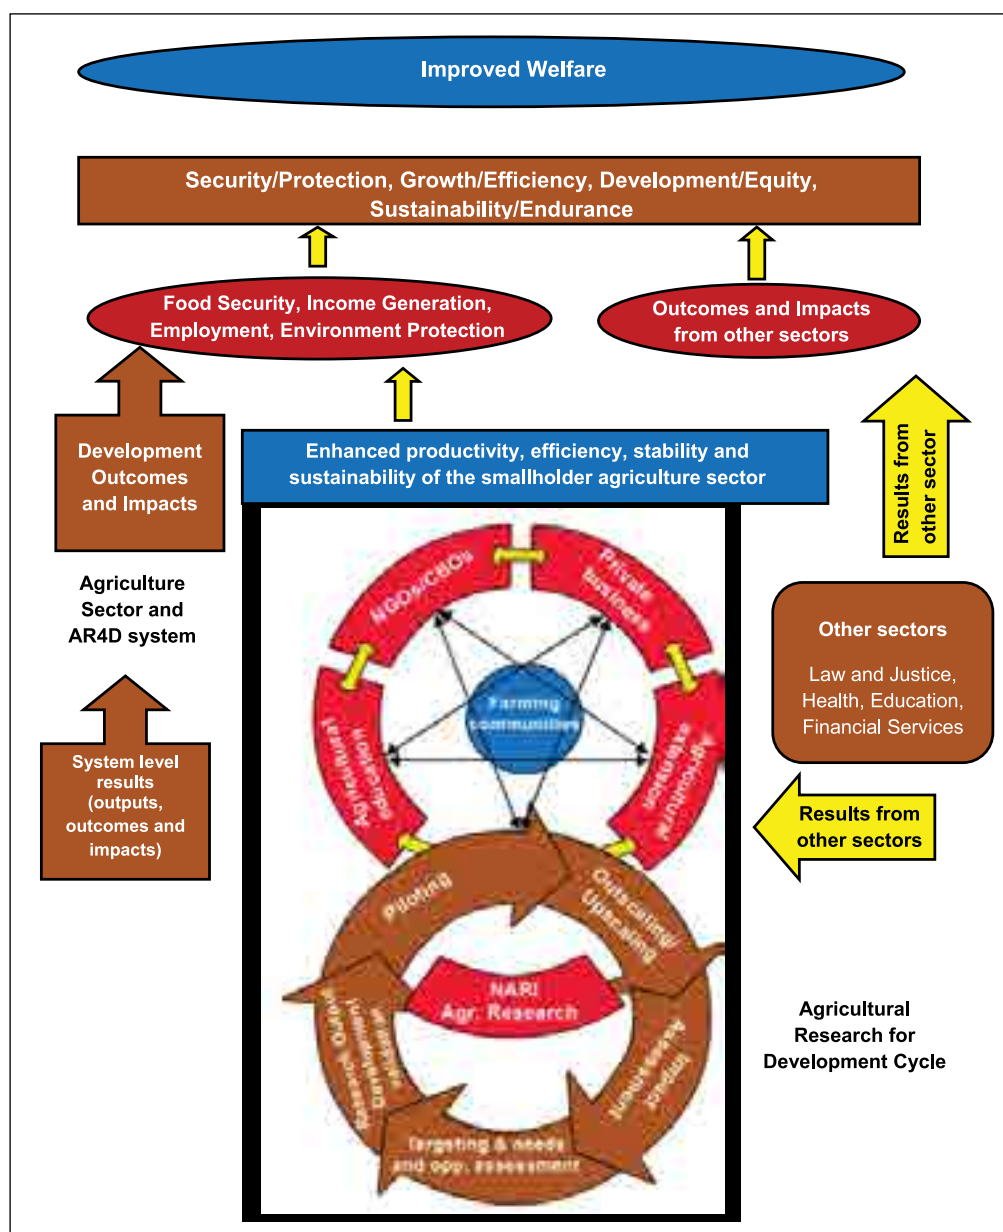 Improved Welfare
Security/Protection, Growth/Efficiency, Development/Equity,
Sustainability/Endurance
Food Security, Income Generation,
Employment, Environment Protection
Outcomes and Impacts
from other sectors
Development
Outcomes
and Impacts
Enhanced productivity, efficiency, stability and
sustainability of the smallholder agriculture sector
Results from
other sector
Agriculture
Sector and
AR4D system
NGOs/CBOs
Private
business
Other sectors
Law and Justice,
Health, Education,
Financial Services
Farming
communities
Agricultural
education
Agricultural
extension
System level
results
(outputs,
outcomes and
impacts)
Results from
other sectors
Piloting
Outscaling/
Upscaling
NARI
Agr. Research
Agricultural
Research for
Development Cycle
Impact
Assessment
Development
Targeting & needs
and opp. assessment